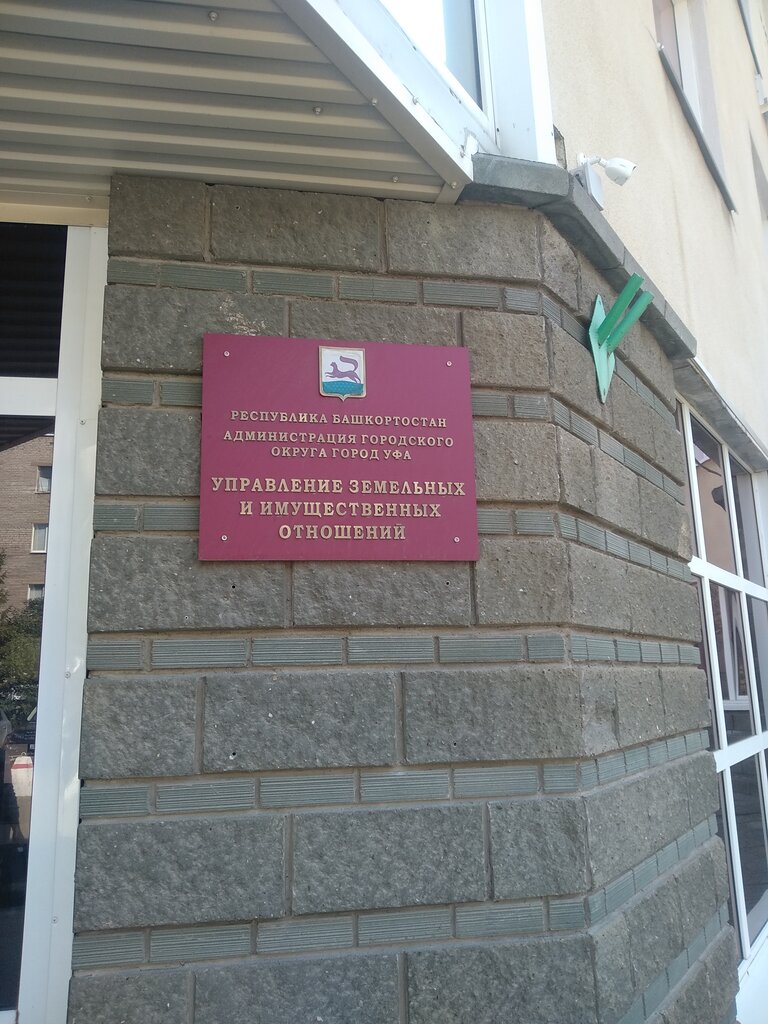 РЕСПУБЛИКА БАШКОРТОСТАН
АДМИНИСТРАЦИЯ ГОРОДСКОГО
ОКРУГА ГОРОД УФА
УПРАВЛЕНИЕ ЗЕМЕЛЬНЫХ
И ИМУЩЕСТВЕННЫХ
ОТНОШЕНИЙ